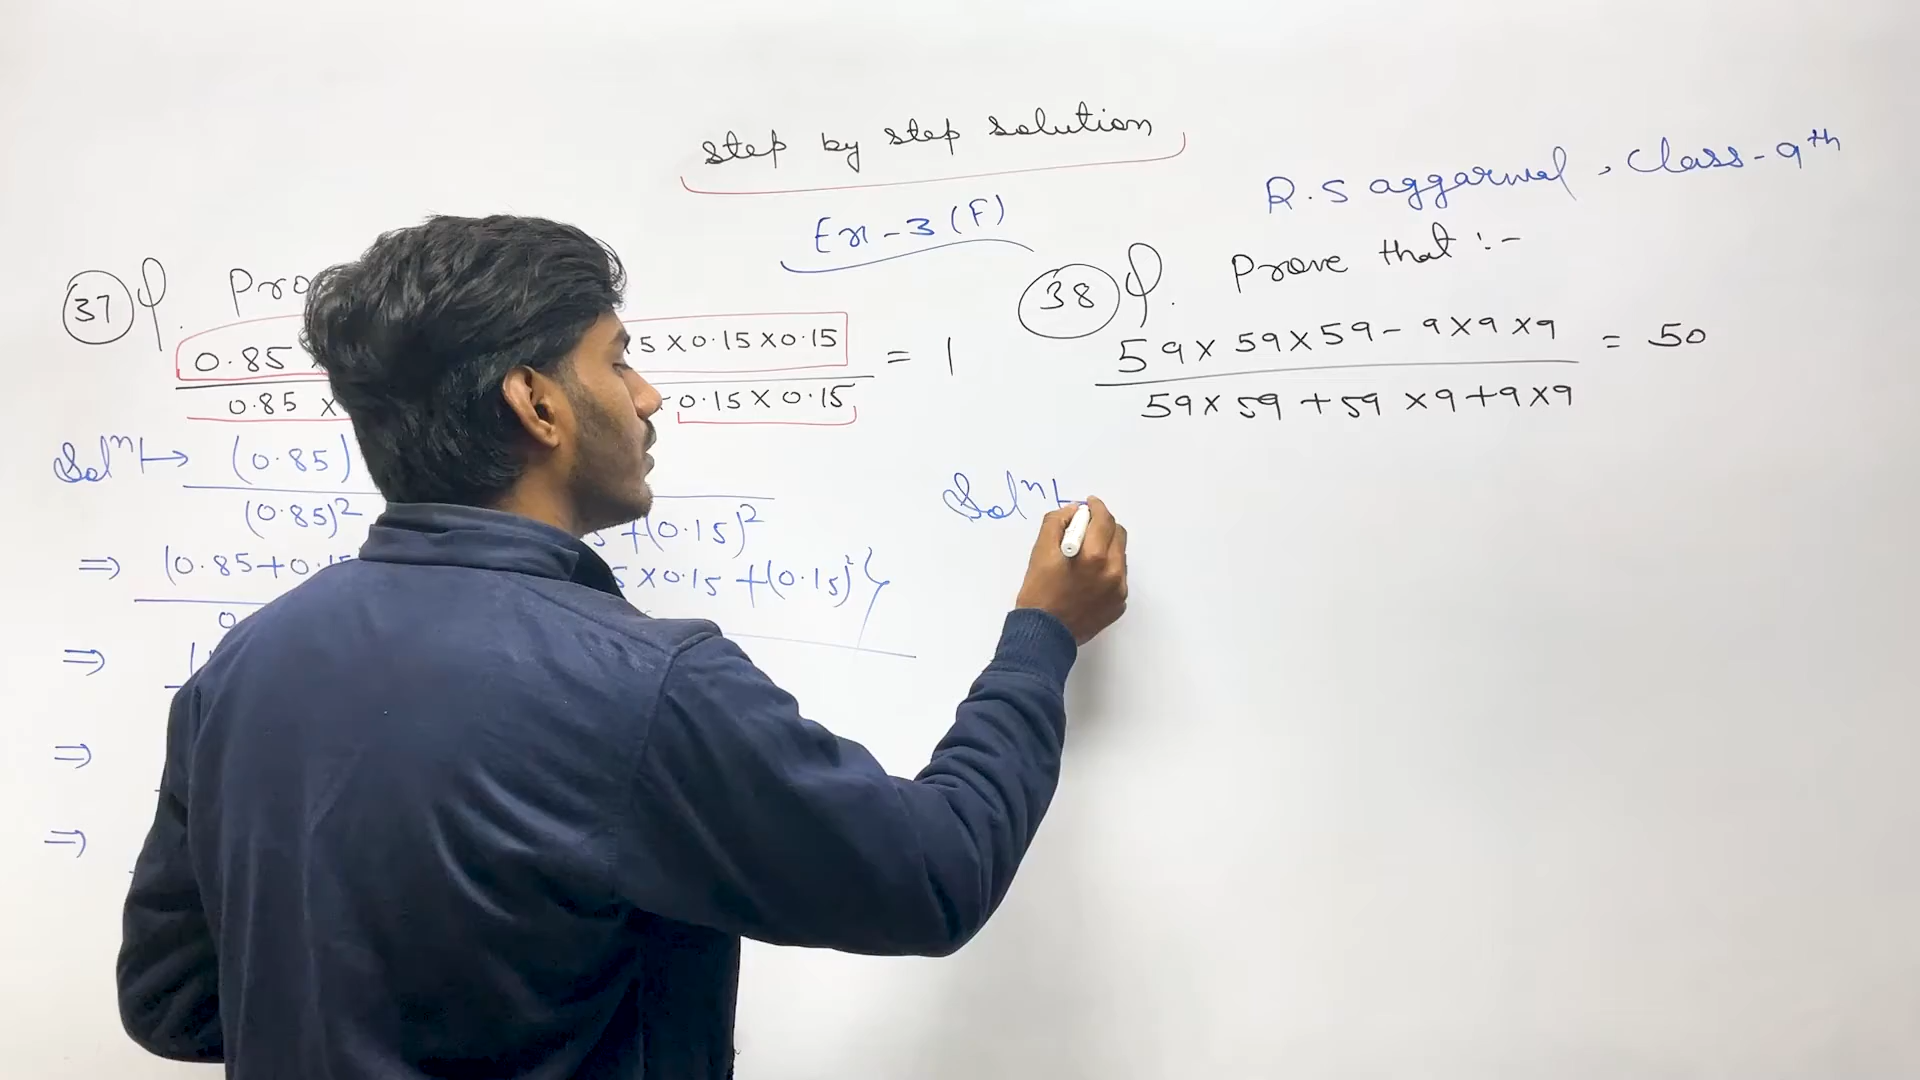 step by step solution
Ex - 3 (F)
R.S aggarwal, Class - 9th
37 Q.
0.85 5 × 0.15 × 0.15 = 1
0.85 × 0.15 × 0.15
Solⁿ → (0.85)
(0.85)² +(0.15)²
⇒ (0.85+0.15 × 0.15 +(0.15)²}
0
⇒
⇒
⇒
38 Q. Prove that :-
59 × 59 × 59 - 9 × 9 × 9 = 50
59 × 59 + 59 × 9 + 9 × 9
Solⁿ